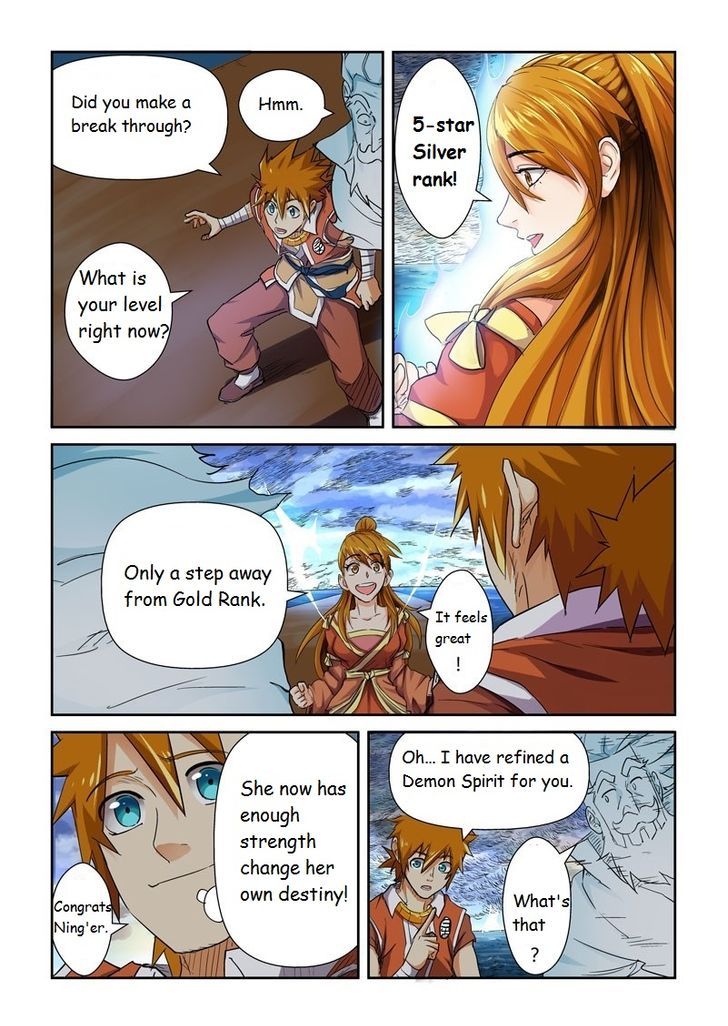 Did you make a
break through?
Hmm.
What is
your level
right now?
5-star
Silver
rank!
Only a step away
from Gold Rank.
It feels
great
!
She now has
enough
strength
change her
own destiny!
Congrats
Ning'er.
Oh... I have refined a
Demon Spirit for you.
What's
that
?